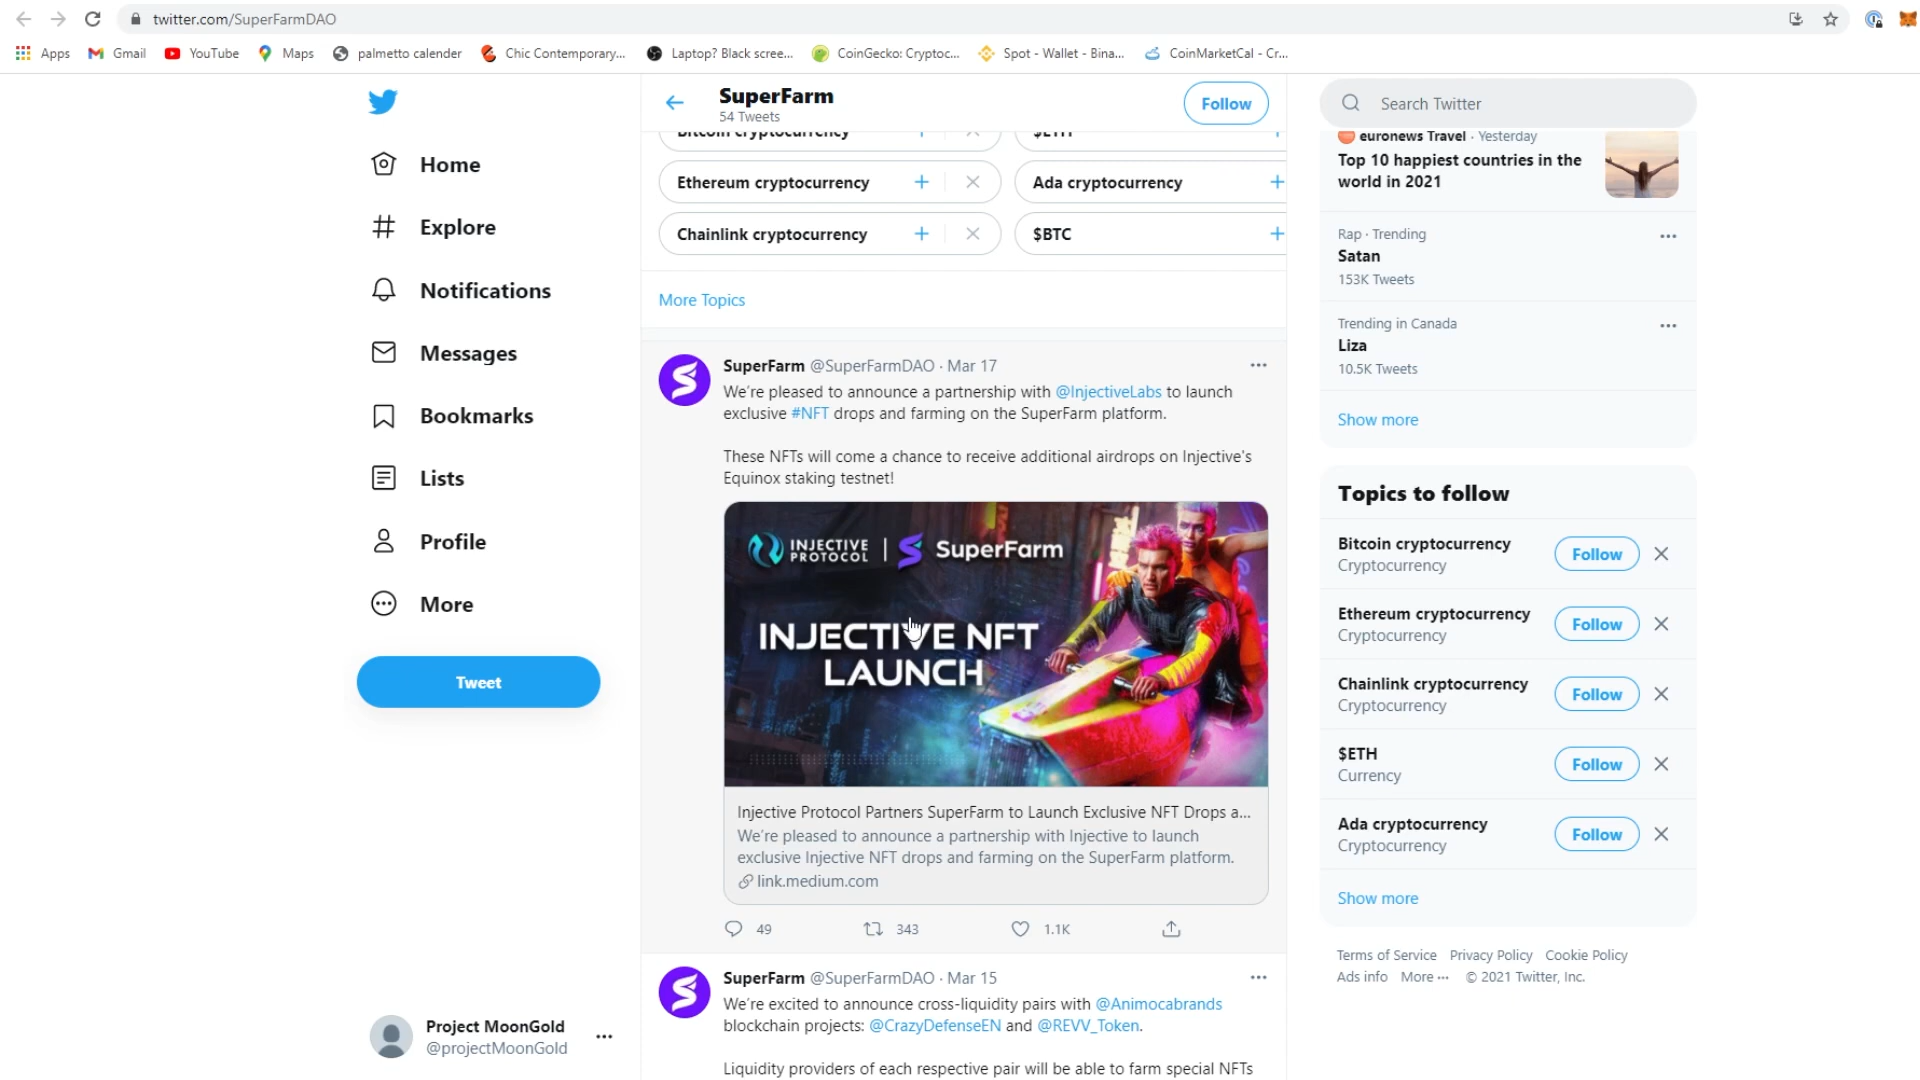 twitter.com/SuperFarmDAO
Apps
Gmail
YouTube
Maps
palmetto calender
Chic Contemporary...
Laptop? Black scree...
CoinGecko: Cryptoc...
Spot - Wallet - Bina...
CoinMarketCal - Cr...
Home
Explore
Notifications
Messages
Bookmarks
Lists
Profile
More
Tweet
Project MoonGold
@projectMoonGold
SuperFarm
54 Tweets
Follow
Bitcoin cryptocurrency
$ETH
Ethereum cryptocurrency
Ada cryptocurrency
Chainlink cryptocurrency
$BTC
More Topics
SuperFarm @SuperFarmDAO · Mar 17
We're pleased to announce a partnership with @InjectiveLabs to launch
exclusive #NFT drops and farming on the SuperFarm platform.
These NFTs will come a chance to receive additional airdrops on Injective's
Equinox staking testnet!
INJECTIVE
PROTOCOL
SuperFarm
INJECTIVE NFT
LAUNCH
Injective Protocol Partners SuperFarm to Launch Exclusive NFT Drops a...
We're pleased to announce a partnership with Injective to launch
exclusive Injective NFT drops and farming on the SuperFarm platform.
link.medium.com
49
343
1.1K
SuperFarm @SuperFarmDAO · Mar 15
We're excited to announce cross-liquidity pairs with @Animocabrands
blockchain projects: @CrazyDefenseEN and @REVV_Token.
Liquidity providers of each respective pair will be able to farm special NFTs
Search Twitter
euronews Travel · Yesterday
Top 10 happiest countries in the
world in 2021
Rap · Trending
Satan
153K Tweets
Trending in Canada
Liza
10.5K Tweets
Show more
Topics to follow
Bitcoin cryptocurrency
Cryptocurrency
Follow
Ethereum cryptocurrency
Cryptocurrency
Follow
Chainlink cryptocurrency
Cryptocurrency
Follow
$ETH
Currency
Follow
Ada cryptocurrency
Cryptocurrency
Follow
Show more
Terms of Service Privacy Policy Cookie Policy
Ads info More ··· © 2021 Twitter, Inc.